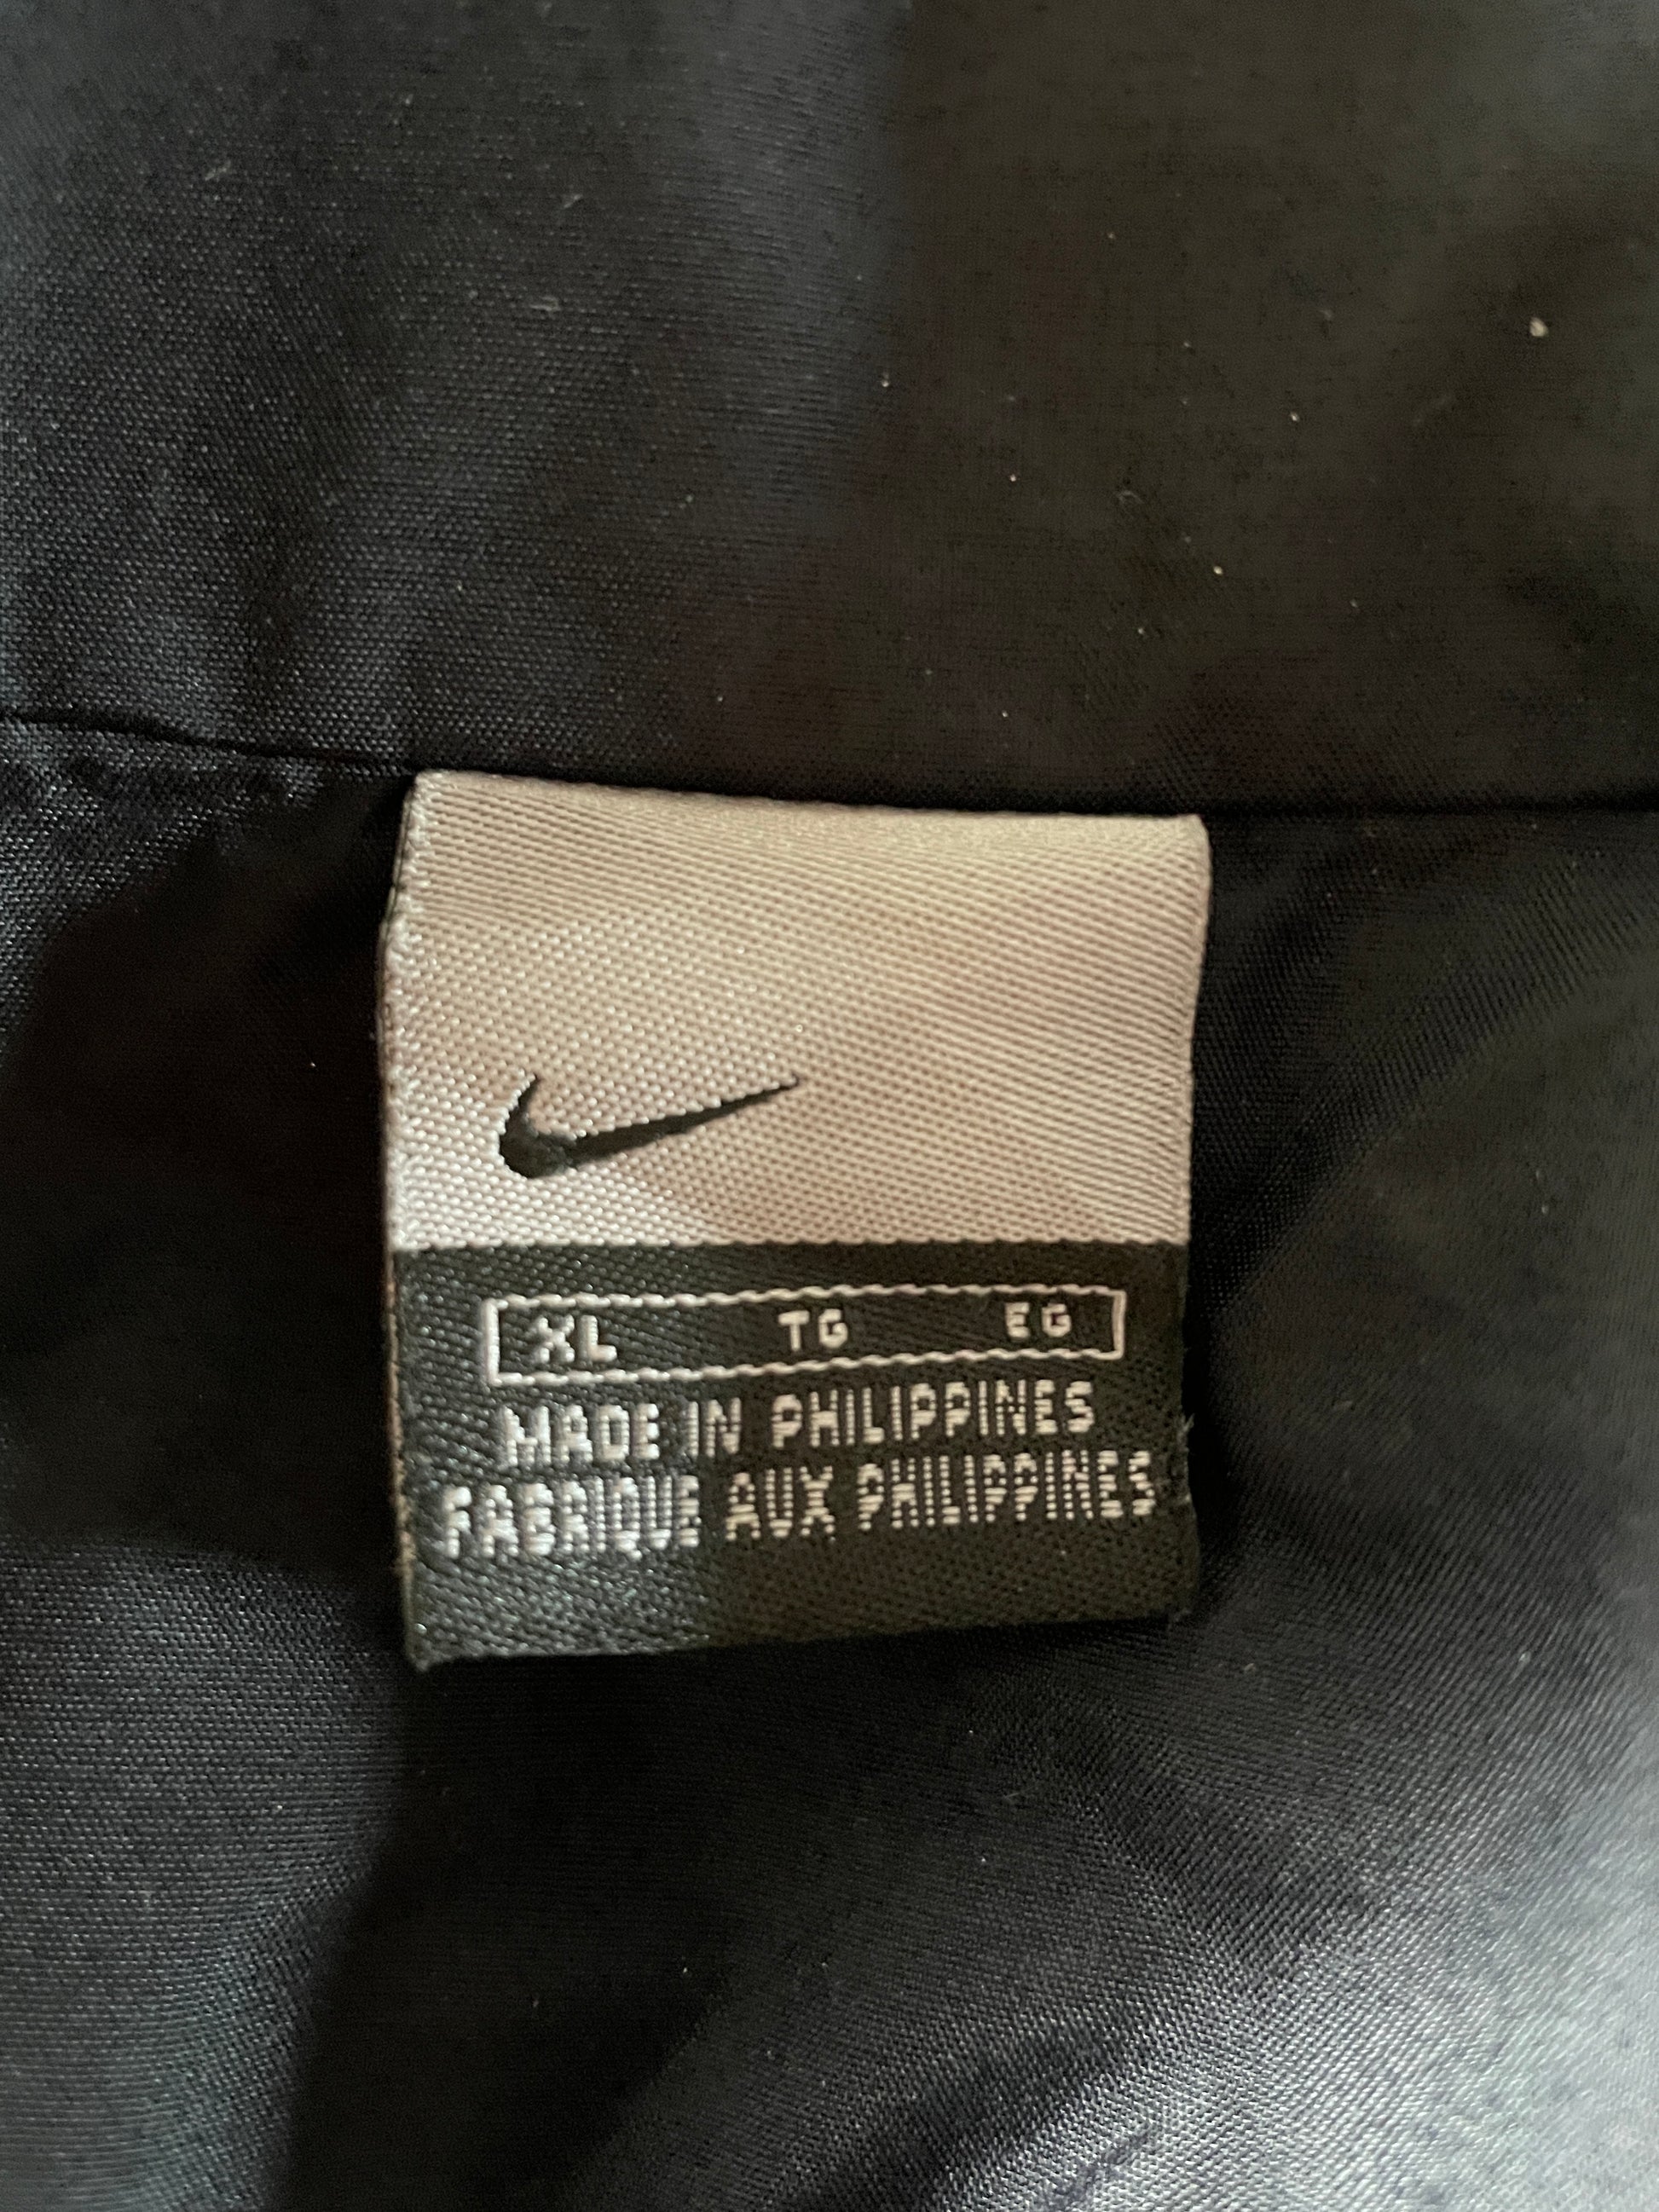 XL TG EG
MADE IN PHILIPPINES
FABRIQUE AUX PHILIPPINES